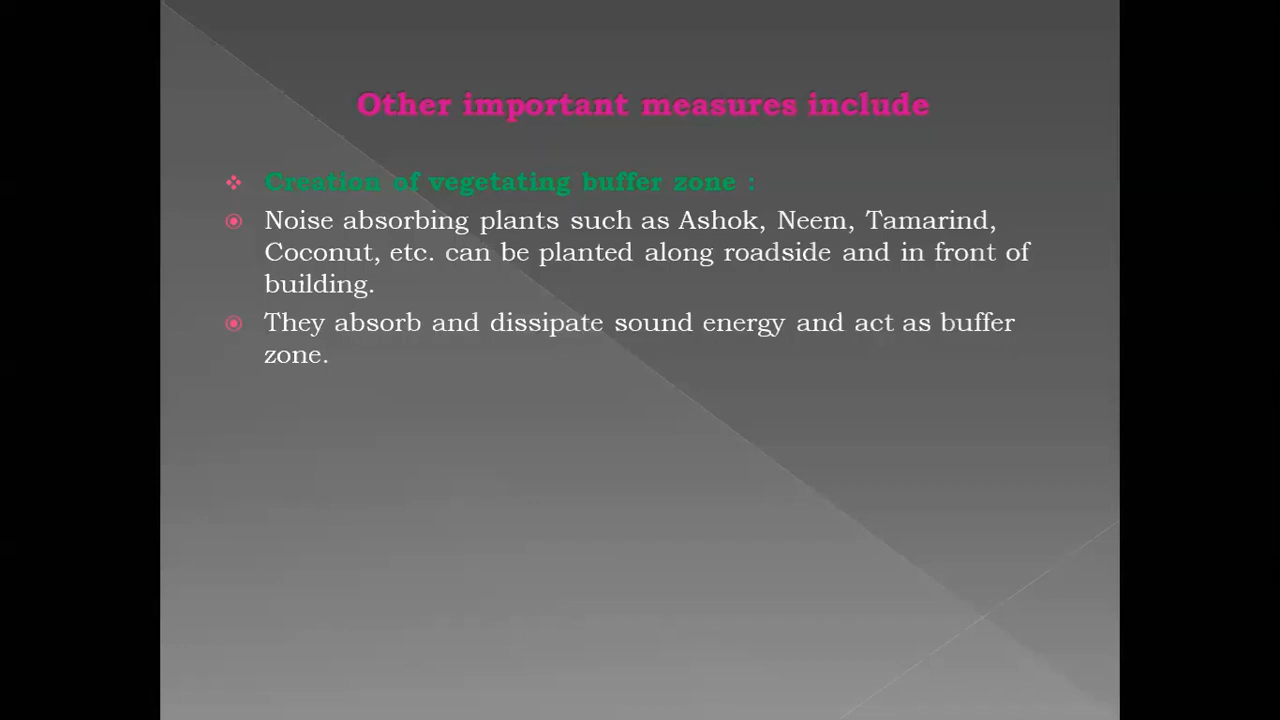 Other important measures include
Creation of vegetating buffer zone :
Noise absorbing plants such as Ashok, Neem, Tamarind,
Coconut, etc. can be planted along roadside and in front of
building.
They absorb and dissipate sound energy and act as buffer
zone.